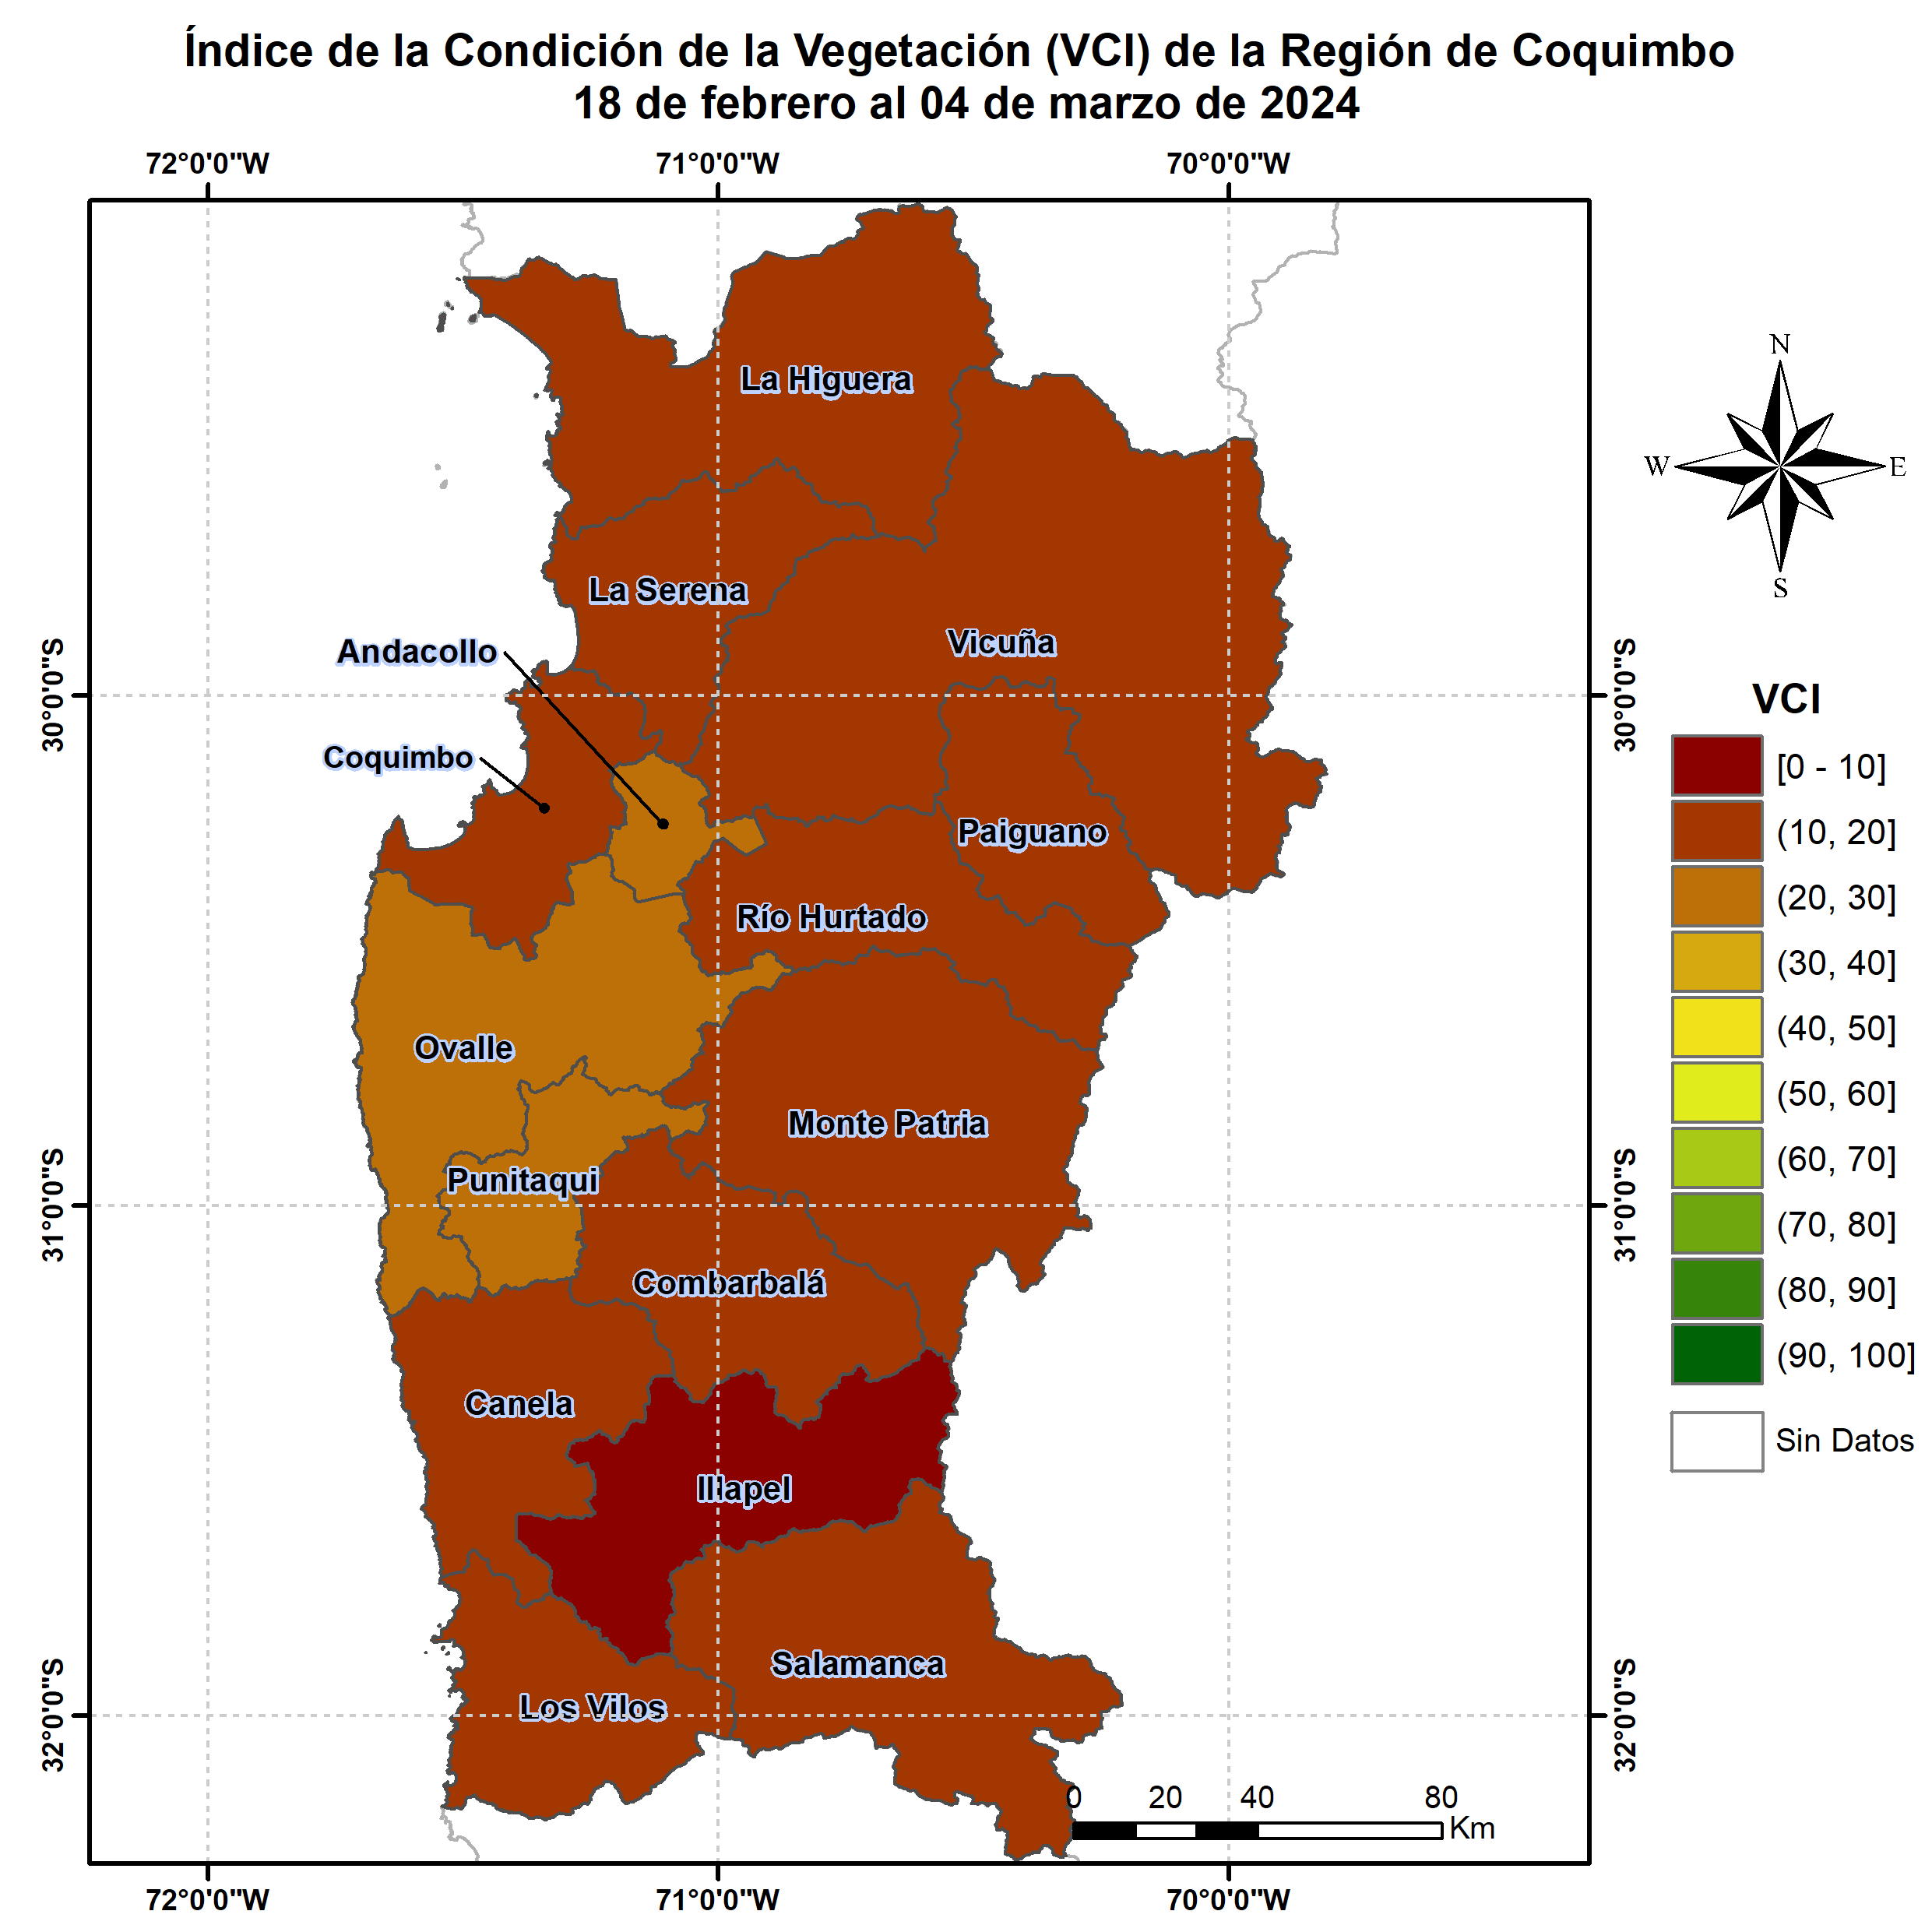 Índice de la Condición de la Vegetación (VCI) de la Región de Coquimbo
18 de febrero al 04 de marzo de 2024
72°0'0"W
71°0'0"W
70°0'0"W
La Higuera
N
W
E
S
La Serena
Andacollo
Vicuña
30°0'0"S
30°0'0"S
Coquimbo
Paiguano
Río Hurtado
Ovalle
Monte Patria
Punitaqui
31°0'0"S
31°0'0"S
Combarbalá
Canela
Illapel
Salamanca
Los Vilos
32°0'0"S
32°0'0"S
VCI
[0 - 10]
(10, 20]
(20, 30]
(30, 40]
(40, 50]
(50, 60]
(60, 70]
(70, 80]
(80, 90]
(90, 100]
Sin Datos
0 20 40 80
Km
72°0'0"W
71°0'0"W
70°0'0"W